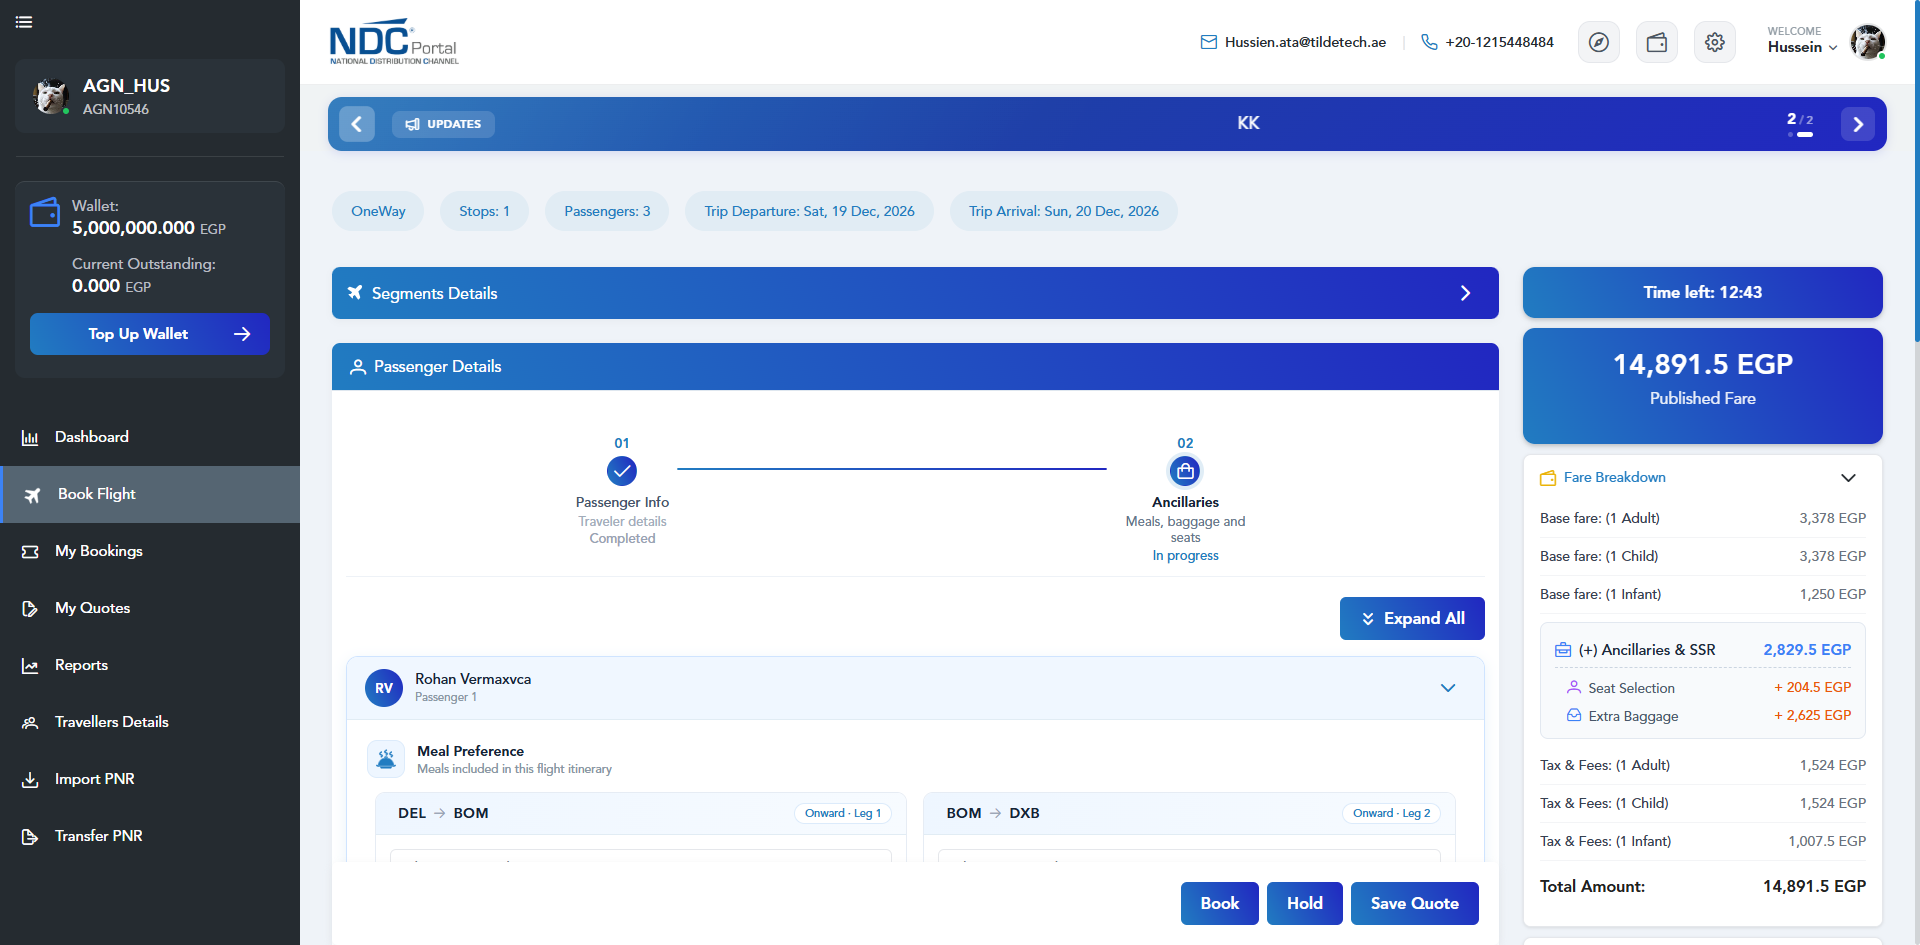 AGN_HUS
AGN10546
Wallet:
5,000,000.000 EGP
Current Outstanding:
0.000 EGP
Top Up Wallet
Dashboard
Book Flight
My Bookings
My Quotes
Reports
Travellers Details
Import PNR
Transfer PNR
NDC® Portal
NATIONAL DISTRIBUTION CHANNEL
Hussien.ata@tildetech.ae
+20-1215448484
WELCOME
Hussein
UPDATES
KK
2 / 2
OneWay
Stops: 1
Passengers: 3
Trip Departure: Sat, 19 Dec, 2026
Trip Arrival: Sun, 20 Dec, 2026
Segments Details
Passenger Details
01
Passenger Info
Traveler details
Completed
02
Ancillaries
Meals, baggage and
seats
In progress
Expand All
RV
Rohan Vermaxvca
Passenger 1
Meal Preference
Meals included in this flight itinerary
DEL → BOM
Onward · Leg 1
BOM → DXB
Onward · Leg 2
Book
Hold
Save Quote
Time left: 12:43
14,891.5 EGP
Published Fare
Fare Breakdown
Base fare: (1 Adult) 3,378 EGP
Base fare: (1 Child) 3,378 EGP
Base fare: (1 Infant) 1,250 EGP
(+) Ancillaries & SSR 2,829.5 EGP
Seat Selection + 204.5 EGP
Extra Baggage + 2,625 EGP
Tax & Fees: (1 Adult) 1,524 EGP
Tax & Fees: (1 Child) 1,524 EGP
Tax & Fees: (1 Infant) 1,007.5 EGP
Total Amount: 14,891.5 EGP